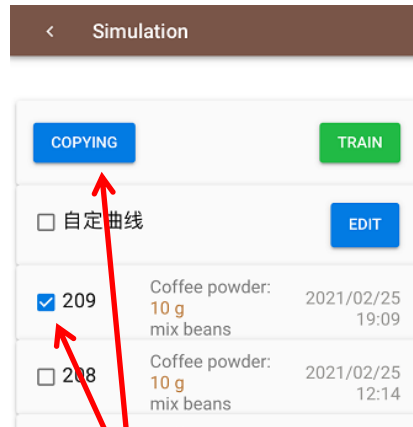 Simulation
COPYING TRAIN
自定曲线 EDIT
209 Coffee powder: 10 g mix beans 2021/02/25 19:09
208 Coffee powder: 10 g mix beans 2021/02/25 12:14